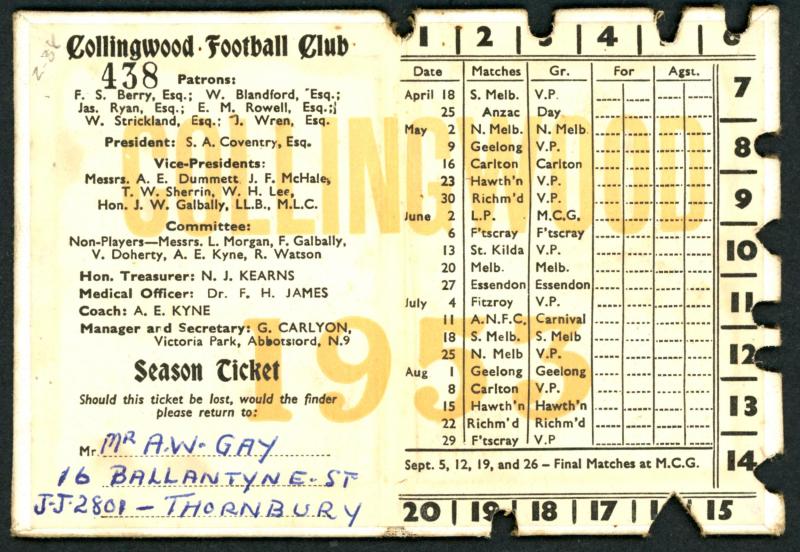 Collingwood · Football Club
438 Patrons:
F. S. Berry, Esq.; W. Blandford, Esq.;
Jas. Ryan, Esq.; E. M. Rowell, Esq.;
W. Strickland, Esq.; J. Wren, Esq.
President: S. A. Coventry, Esq.
Vice-Presidents:
Messrs. A. E. Dummett, J. F. McHale,
T. W. Sherrin, W. H. Lee,
Hon. J. W. Galbally, LL.B., M.L.C.
Committee:
Non-Players—Messrs. L. Morgan, F. Galbally,
V. Doherty, A. E. Kyne, R. Watson
Hon. Treasurer: N. J. KEARNS
Medical Officer: Dr. F. H. JAMES
Coach: A. E. KYNE
Manager and Secretary: G. CARLYON,
Victoria Park, Abbotsford, N.9
Season Ticket
Should this ticket be lost, would the finder
please return to:
Mr MR A.W. GAY
16 BALLANTYNE. ST
J-J-2801 - THORNBURY
COLLINGWOOD
1953
1 | 2 | 3 | 4 | 5 | 6
Date Matches Gr. For Agst.
April 18 S. Melb. V.P.
25 Anzac Day
May 2 N. Melb. N. Melb.
9 Geelong V.P.
16 Carlton Carlton
23 Hawth'n V.P.
30 Richm'd V.P.
June 2 L.P. M.C.G.
6 F'tscray F'tscray
13 St. Kilda V.P.
20 Melb. Melb.
27 Essendon Essendon
July 4 Fitzroy V.P.
11 A.N.F.C. Carnival
18 S. Melb. S. Melb
25 N. Melb V.P.
Aug 1 Geelong Geelong
8 Carlton V.P.
15 Hawth'n Hawth'n
22 Richm'd Richm'd
29 F'tscray V.P
Sept. 5, 12, 19, and 26 – Final Matches at M.C.G.
7
8
9
10
11
12
13
14
20 | 19 | 18 | 17 | 15